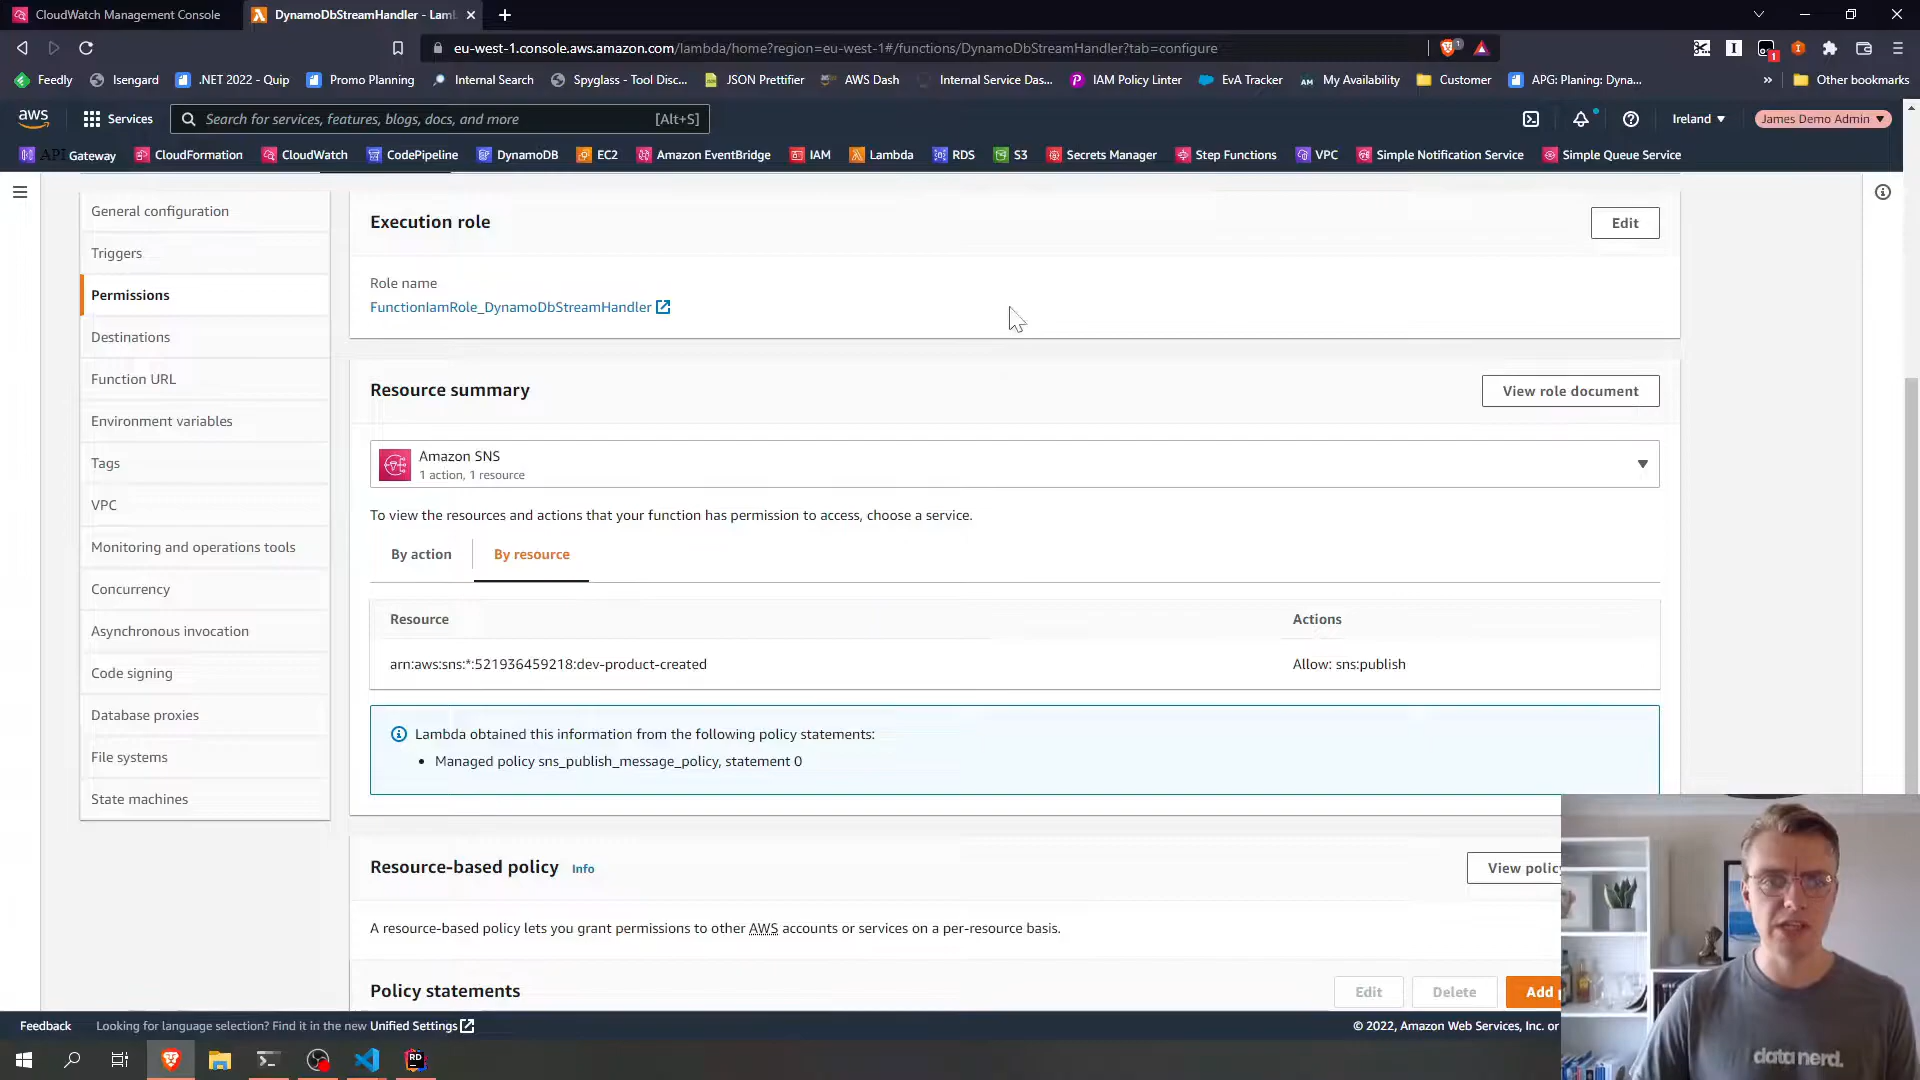 CloudWatch Management Console
DynamoDbStreamHandler - Lam
eu-west-1.console.aws.amazon.com/lambda/home?region=eu-west-1#/functions/DynamoDbStreamHandler?tab=configure
1
1
Feedly
Isengard
.NET 2022 - Quip
Promo Planning
Internal Search
Spyglass - Tool Disc...
JSON Prettifier
AWS Dash
Internal Service Das...
IAM Policy Linter
EvA Tracker
AM
My Availability
Customer
APG: Planing: Dyna...
»
Other bookmarks
aws
Services
Search for services, features, blogs, docs, and more
[Alt+S]
Ireland
James Demo Admin
API Gateway
CloudFormation
CloudWatch
CodePipeline
DynamoDB
EC2
Amazon EventBridge
IAM
Lambda
RDS
S3
Secrets Manager
Step Functions
VPC
Simple Notification Service
Simple Queue Service
General configuration
Triggers
Permissions
Destinations
Function URL
Environment variables
Tags
VPC
Monitoring and operations tools
Concurrency
Asynchronous invocation
Code signing
Database proxies
File systems
State machines
Execution role
Edit
Role name
FunctionIamRole_DynamoDbStreamHandler
Resource summary
View role document
Amazon SNS
1 action, 1 resource
To view the resources and actions that your function has permission to access, choose a service.
By action
By resource
Resource
Actions
arn:aws:sns:*:521936459218:dev-product-created
Allow: sns:publish
Lambda obtained this information from the following policy statements:
• Managed policy sns_publish_message_policy, statement 0
Resource-based policy
Info
View policy
A resource-based policy lets you grant permissions to other AWS accounts or services on a per-resource basis.
Policy statements
Edit
Delete
Add
Feedback
Looking for language selection? Find it in the new Unified Settings
© 2022, Amazon Web Services, Inc. or
RD
data nerd.